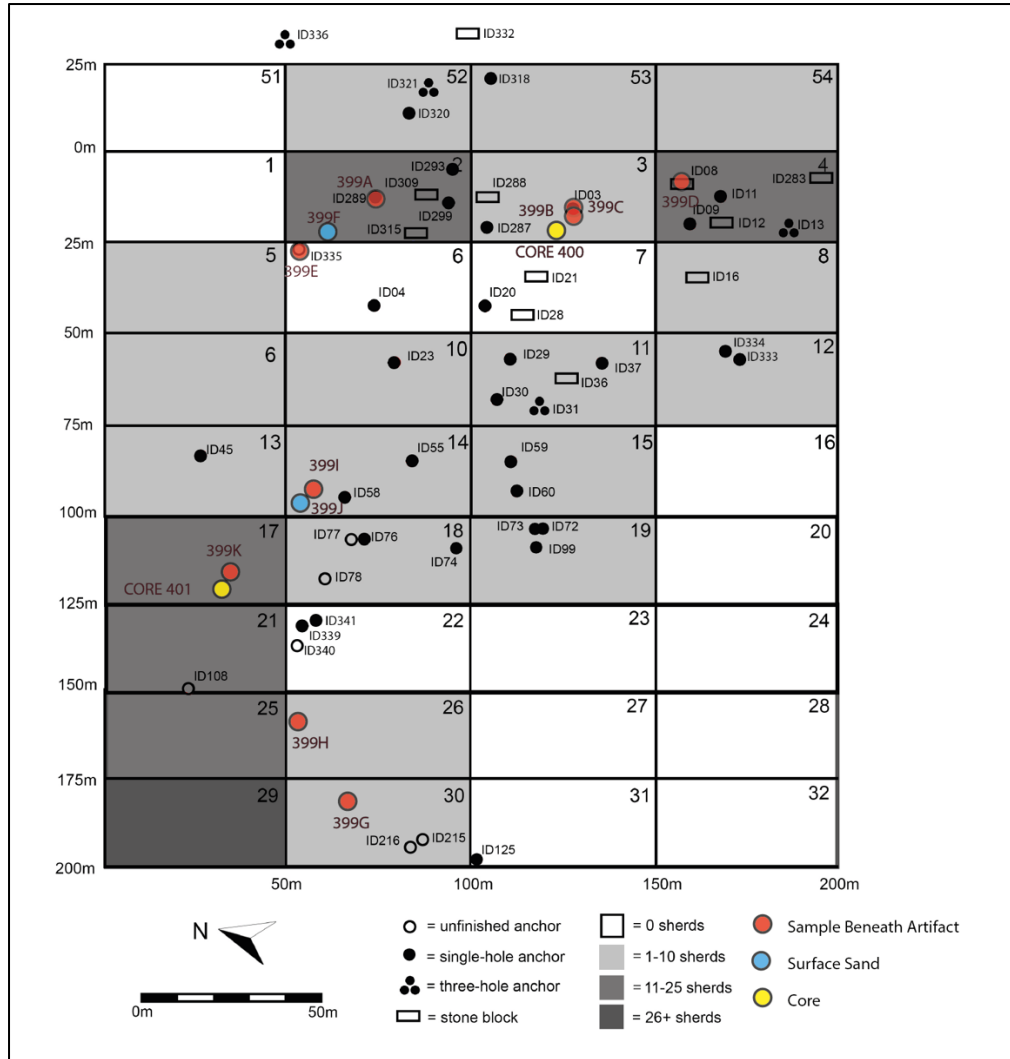 ID336
ID332
25m
51
52
53
54
ID321
ID318
ID320
0m
1
2
3
4
ID293
ID08
ID283
399A
ID309
ID288
ID03
ID289
399B
399C
399D
ID11
399F
ID299
ID09
ID12
ID13
ID315
ID287
25m
5
ID335
6
CORE 400
7
8
399E
ID21
ID16
ID04
ID20
ID28
50m
6
10
11
12
ID23
ID29
ID37
ID334
ID333
ID36
ID30
ID31
75m
13
14
15
16
ID45
ID55
ID59
399I
ID58
ID60
399J
100m
17
ID77
ID76
18
ID73
ID72
19
20
399K
ID74
ID99
CORE 401
ID78
125m
21
ID341
22
23
24
ID339
ID340
ID108
150m
25
26
27
28
399H
175m
29
30
31
32
399G
ID216
ID215
ID125
200m
50m
100m
150m
200m
N
0m
50m
= unfinished anchor
= single-hole anchor
= three-hole anchor
= stone block
= 0 sherds
= 1-10 sherds
= 11-25 sherds
= 26+ sherds
Sample Beneath Artifact
Surface Sand
Core